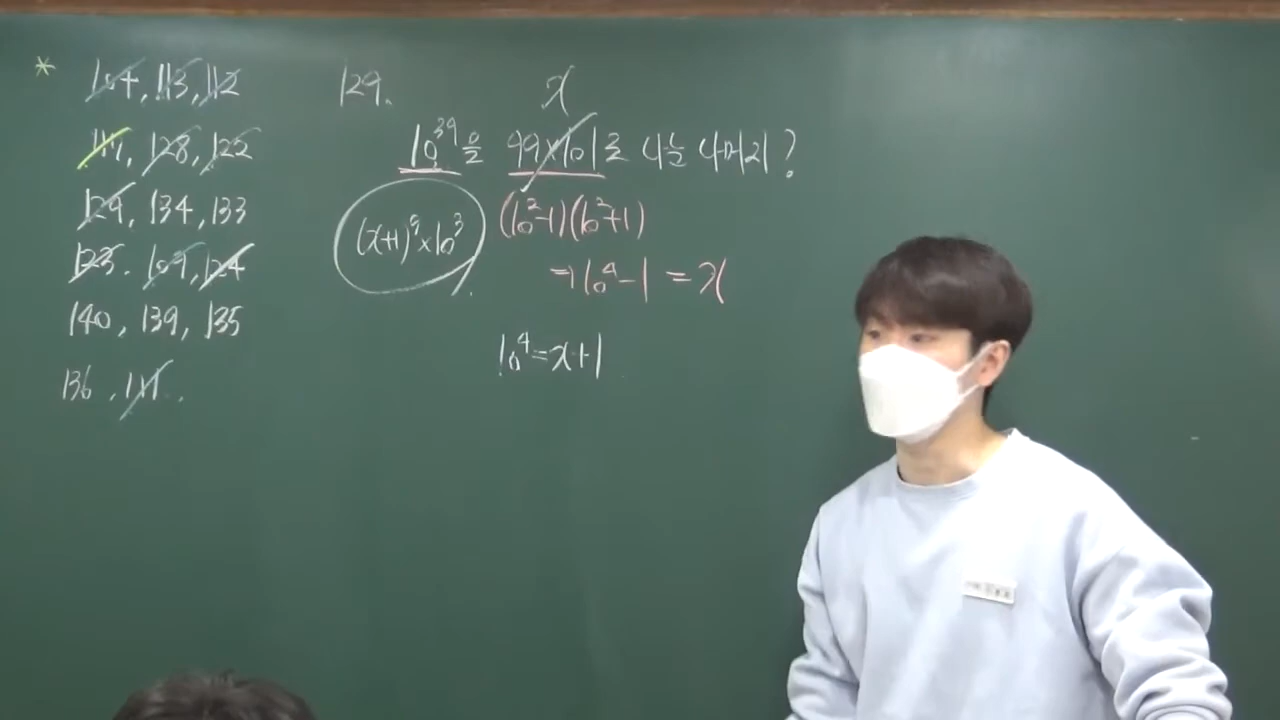 * 104, 113, 112
111, 128, 122
129, 134, 133
123. 109, 124
140, 139, 135
136, 141.
129.
x
10³⁹을 99×101로 나눈 나머지?
(10²-1)(10²+1)
(x+1)⁹×10³
⇒10⁴-1=x
10⁴=x+1